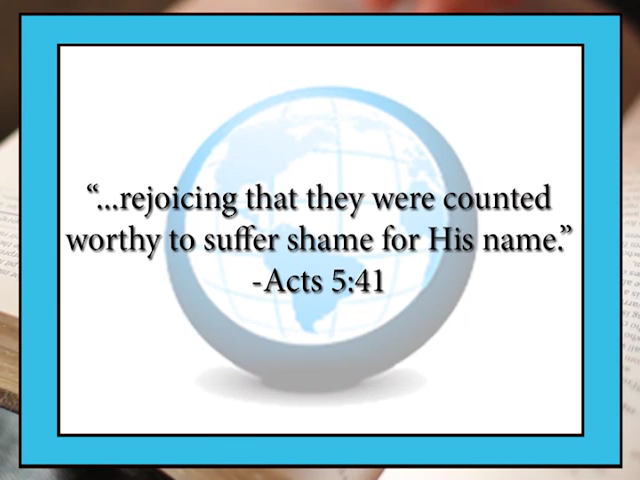 “...rejoicing that they were counted
worthy to suffer shame for His name.”
-Acts 5:41